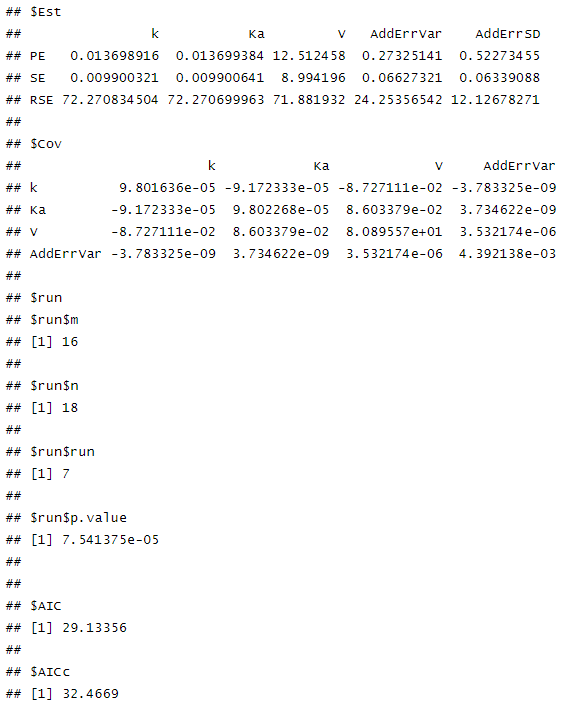 ## $Est
##               k          Ka         V  AddErrVar    AddErrSD
## PE   0.013698916 0.013699384 12.512458 0.27325141 0.52273455
## SE   0.009900321 0.009900641  8.994196 0.06627321 0.06339088
## RSE 72.270834504 72.270699963 71.881932 24.25356542 12.12678271
##
## $Cov
##                      k            Ka             V     AddErrVar
## k          9.801636e-05 -9.172333e-05 -8.727111e-02 -3.783325e-09
## Ka        -9.172333e-05  9.802268e-05  8.603379e-02  3.734622e-09
## V         -8.727111e-02  8.603379e-02  8.089557e+01  3.532174e-06
## AddErrVar -3.783325e-09  3.734622e-09  3.532174e-06  4.392138e-03
##
## $run
## $run$m
## [1] 16
##
## $run$n
## [1] 18
##
## $run$run
## [1] 7
##
## $run$p.value
## [1] 7.541375e-05
##
##
## $AIC
## [1] 29.13356
##
## $AICc
## [1] 32.4669